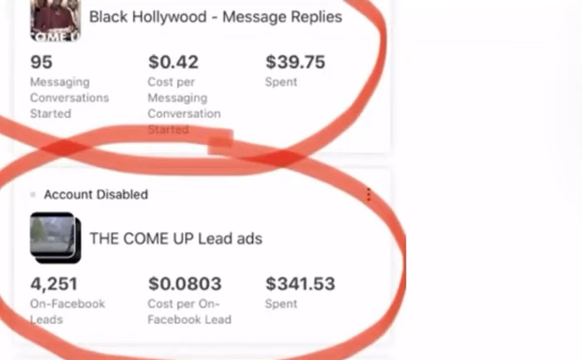 Black Hollywood - Message Replies
COME U
95 $0.42 $39.75
Messaging Cost per Spent
Conversations Messaging
Started Conversation
Started
Account Disabled
THE COME UP Lead ads
4,251 $0.0803 $341.53
On-Facebook Cost per On- Spent
Leads Facebook Lead